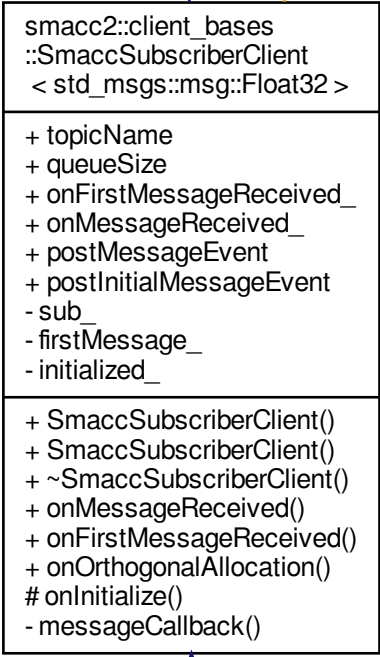 smacc2::client_bases
::SmaccSubscriberClient
< std_msgs::msg::Float32 >
+ topicName
+ queueSize
+ onFirstMessageReceived_
+ onMessageReceived_
+ postMessageEvent
+ postInitialMessageEvent
- sub_
- firstMessage_
- initialized_
+ SmaccSubscriberClient()
+ SmaccSubscriberClient()
+ ~SmaccSubscriberClient()
+ onMessageReceived()
+ onFirstMessageReceived()
+ onOrthogonalAllocation()
# onInitialize()
- messageCallback()